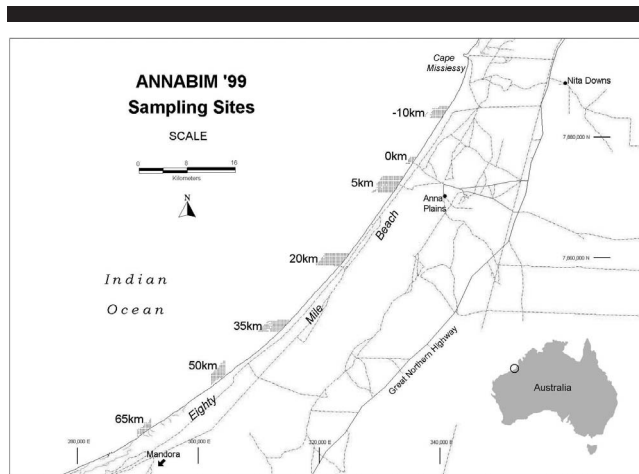 ANNABIM '99
Sampling Sites
SCALE
0 8 16
Kilometers
N
Cape
Missiessy
Nita Downs
-10km
7,880,000 N
0km
5km
Anna
Plains
Beach
20km
7,860,000 N
Indian
Ocean
Mile
35km
Great Northern Highway
50km
Australia
Eighty
65km
280,000 E
Mandora
300,000 E
320,000 E
340,000 E